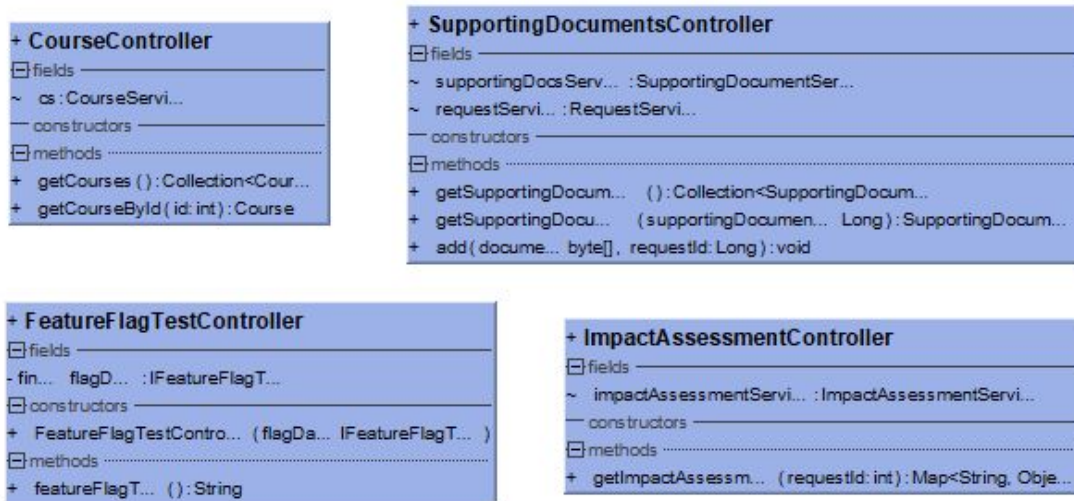 + CourseController
fields
~ cs:CourseServi...
constructors
methods
+ getCourses ():Collection<Cour...
+ getCourseById(id:int):Course
+ SupportingDocumentsController
fields
~ supportingDocsServ... :SupportingDocumentSer...
~ requestServi... :RequestServi...
constructors
methods
+ getSupportingDocum... ():Collection<SupportingDocum...
+ getSupportingDocu... (supportingDocumen... Long):SupportingDocum...
+ add(docume... byte[], requestId:Long):void
+ FeatureFlagTestController
fields
- fin... flagD... :IFeatureFlagT...
constructors
+ FeatureFlagTestContro... (flagDa... IFeatureFlagT... )
methods
+ featureFlagT... ():String
+ ImpactAssessmentController
fields
~ impactAssessmentServi... :ImpactAssessmentServi...
constructors
methods
+ getImpactAssessm... (requestId:int):Map<String, Obje...